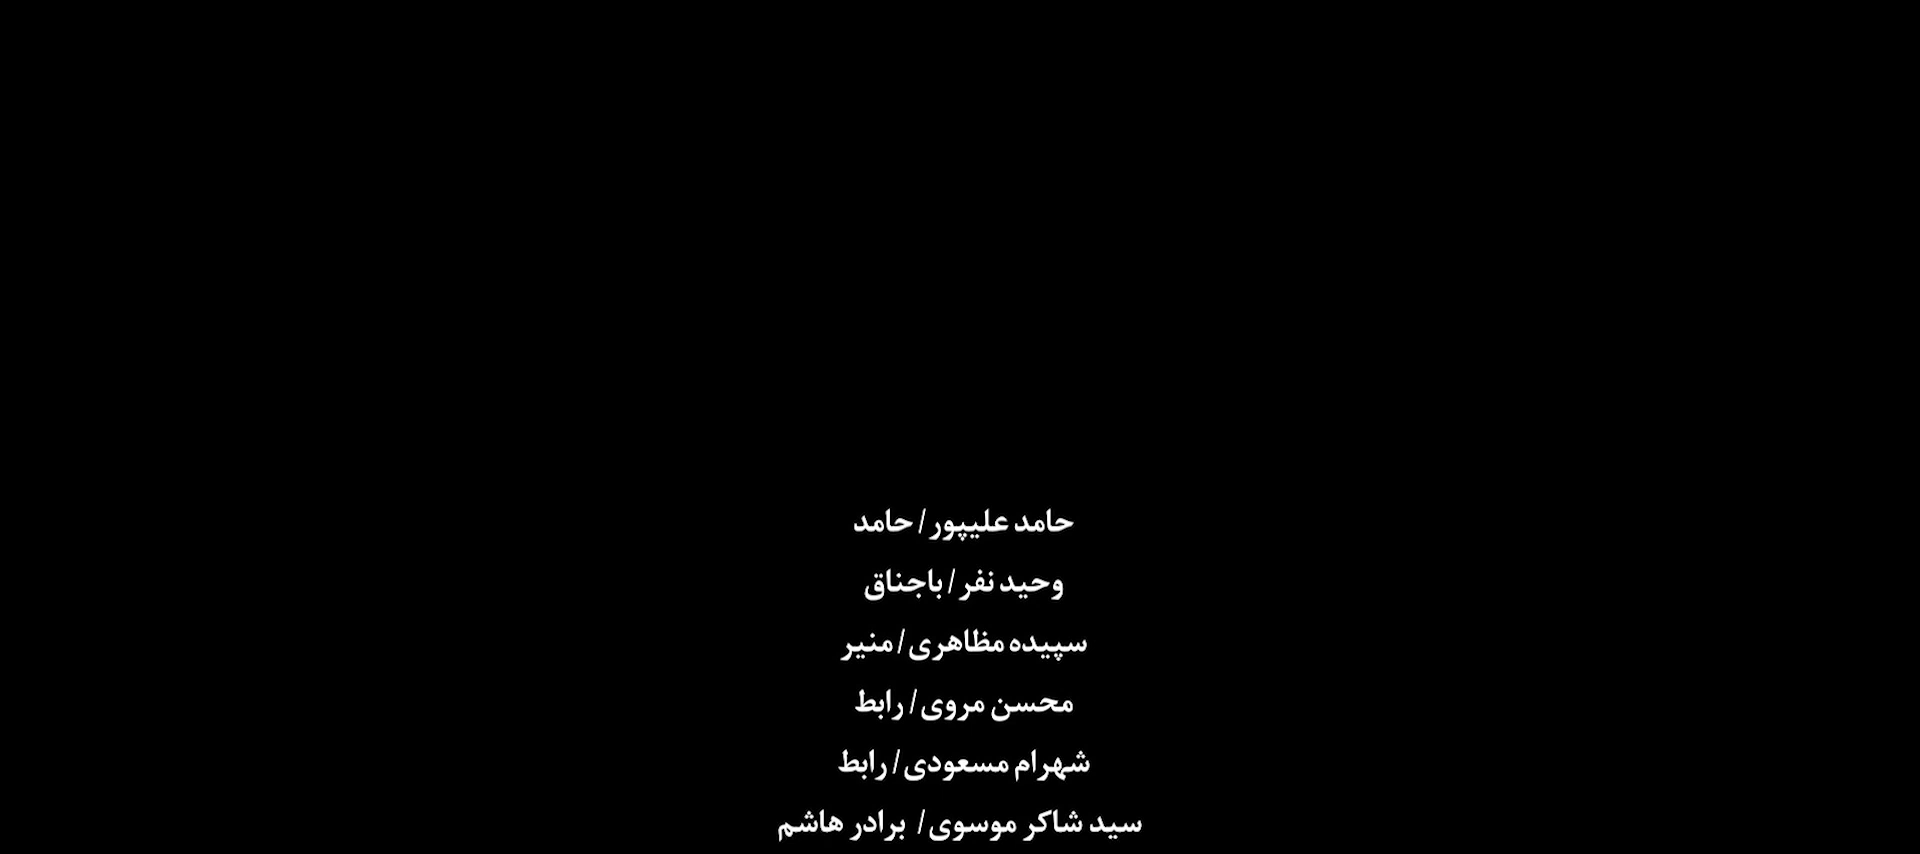 حامد علیپور / حامد
وحید نفر / باجناق
سپیده مظاهری / منیر
محسن مروی / رابط
شهرام مسعودی / رابط
سید شاکر موسوی / برادر هاشم